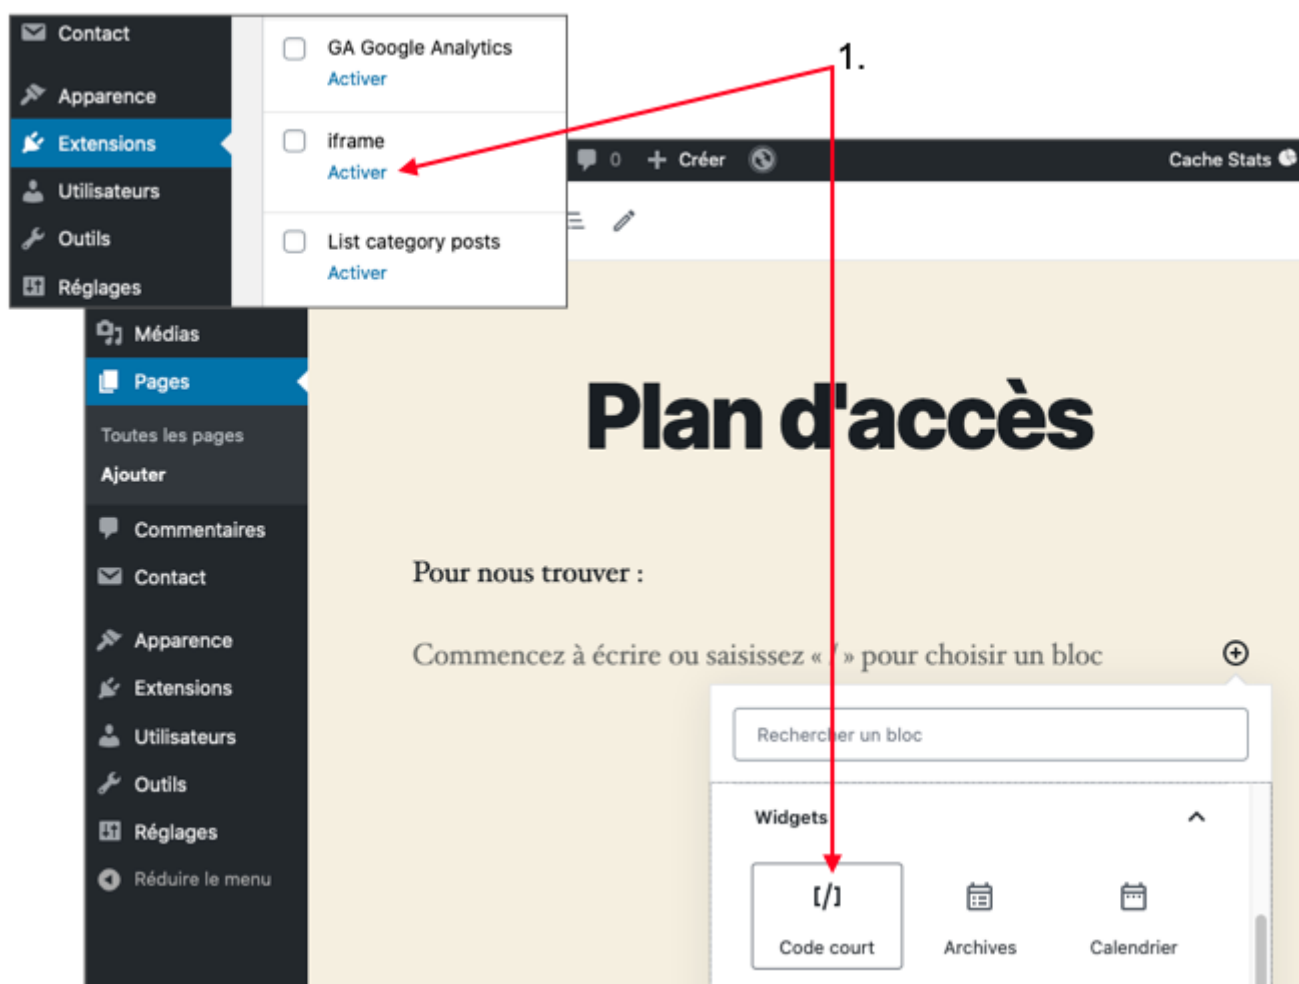 Contact
Apparence
Extensions
Utilisateurs
Outils
Réglages
GA Google Analytics
Activer
iframe
Activer
List category posts
Activer
1.
0
+ Créer
Cache Stats
Médias
Pages
Toutes les pages
Ajouter
Commentaires
Contact
Apparence
Extensions
Utilisateurs
Outils
Réglages
Réduire le menu
Plan d'accès
Pour nous trouver :
Commencez à écrire ou saisissez « / » pour choisir un bloc
Rechercher un bloc
Widgets
[/]
Code court
Archives
Calendrier